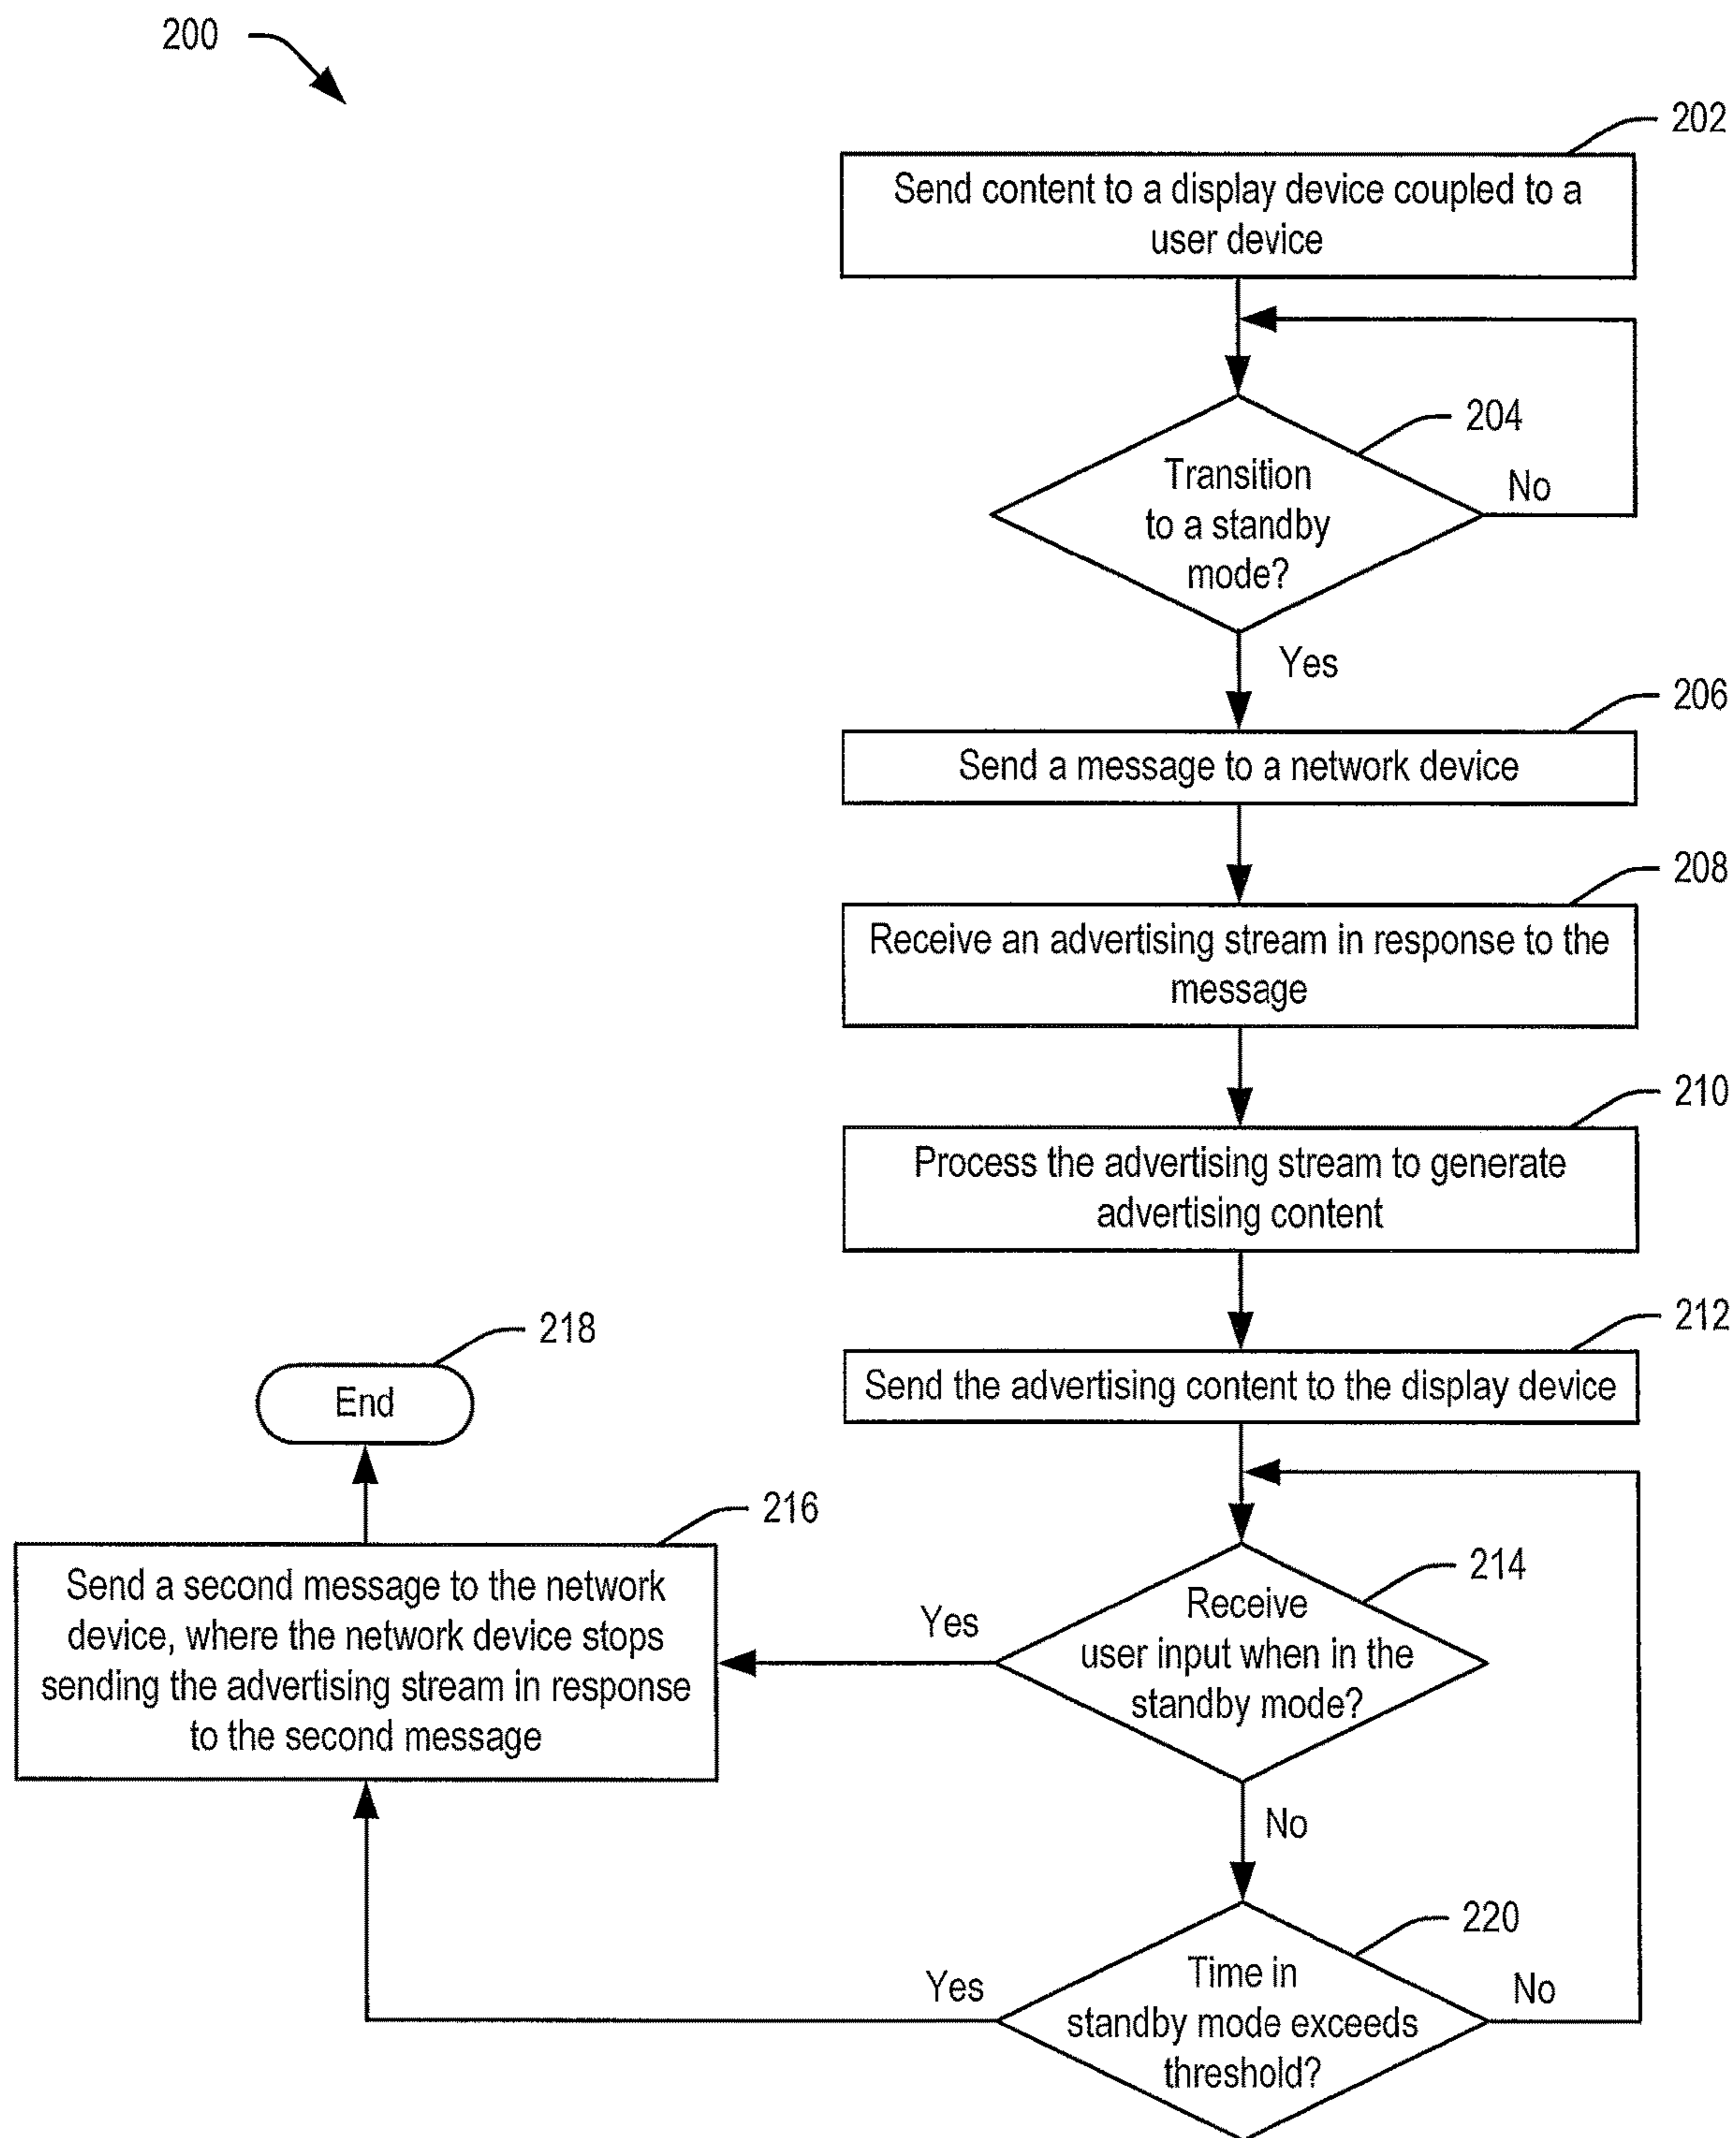 200
202
Send content to a display device coupled to a
user device
204
Transition
to a standby
mode?
No
Yes
206
Send a message to a network device
208
Receive an advertising stream in response to the
message
210
Process the advertising stream to generate
advertising content
212
Send the advertising content to the display device
218
End
216
Send a second message to the network
device, where the network device stops
sending the advertising stream in response
to the second message
214
Receive
user input when in the
standby mode?
Yes
No
220
Time in
standby mode exceeds
threshold?
Yes
No